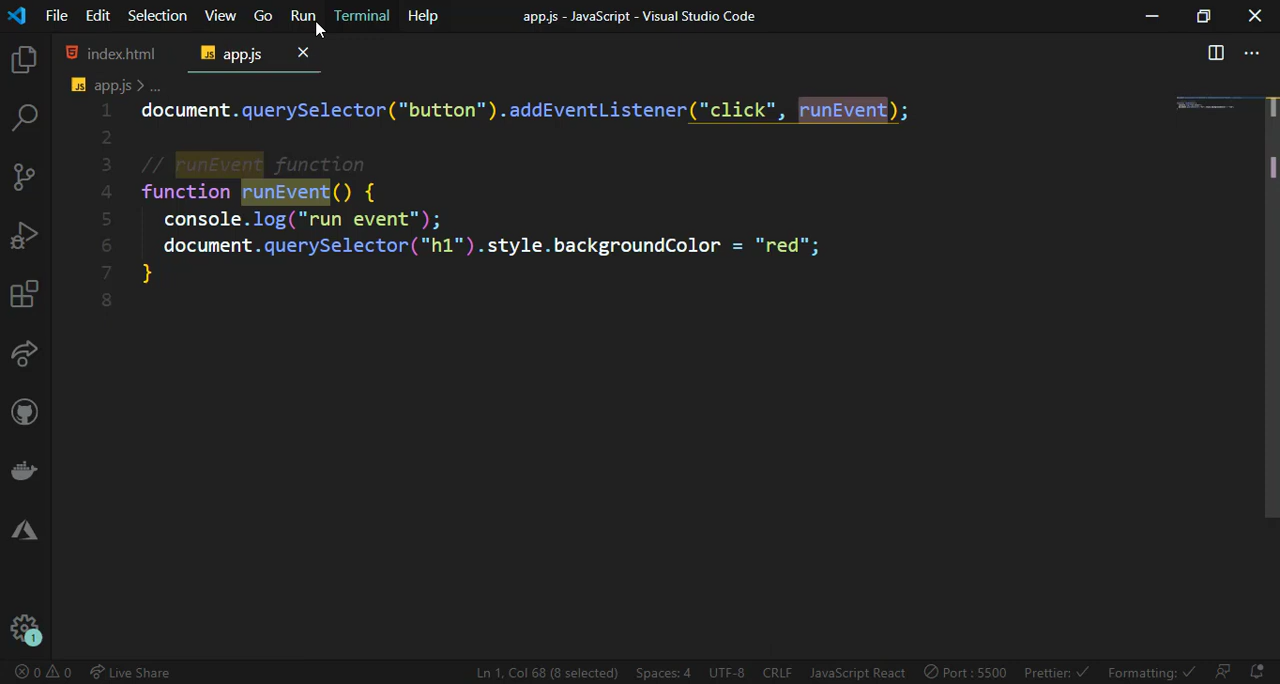 File Edit Selection View Go Run Terminal Help app.js - JavaScript - Visual Studio Code
index.html JS app.js
JS app.js > ...
1 document.querySelector("button").addEventListener("click", runEvent);
2
3 // runEvent function
4 function runEvent() {
5 console.log("run event");
6 document.querySelector("h1").style.backgroundColor = "red";
7 }
8
1
0 0 Live Share Ln 1, Col 68 (8 selected) Spaces: 4 UTF-8 CRLF JavaScript React Port : 5500 Prettier: ✓ Formatting: ✓